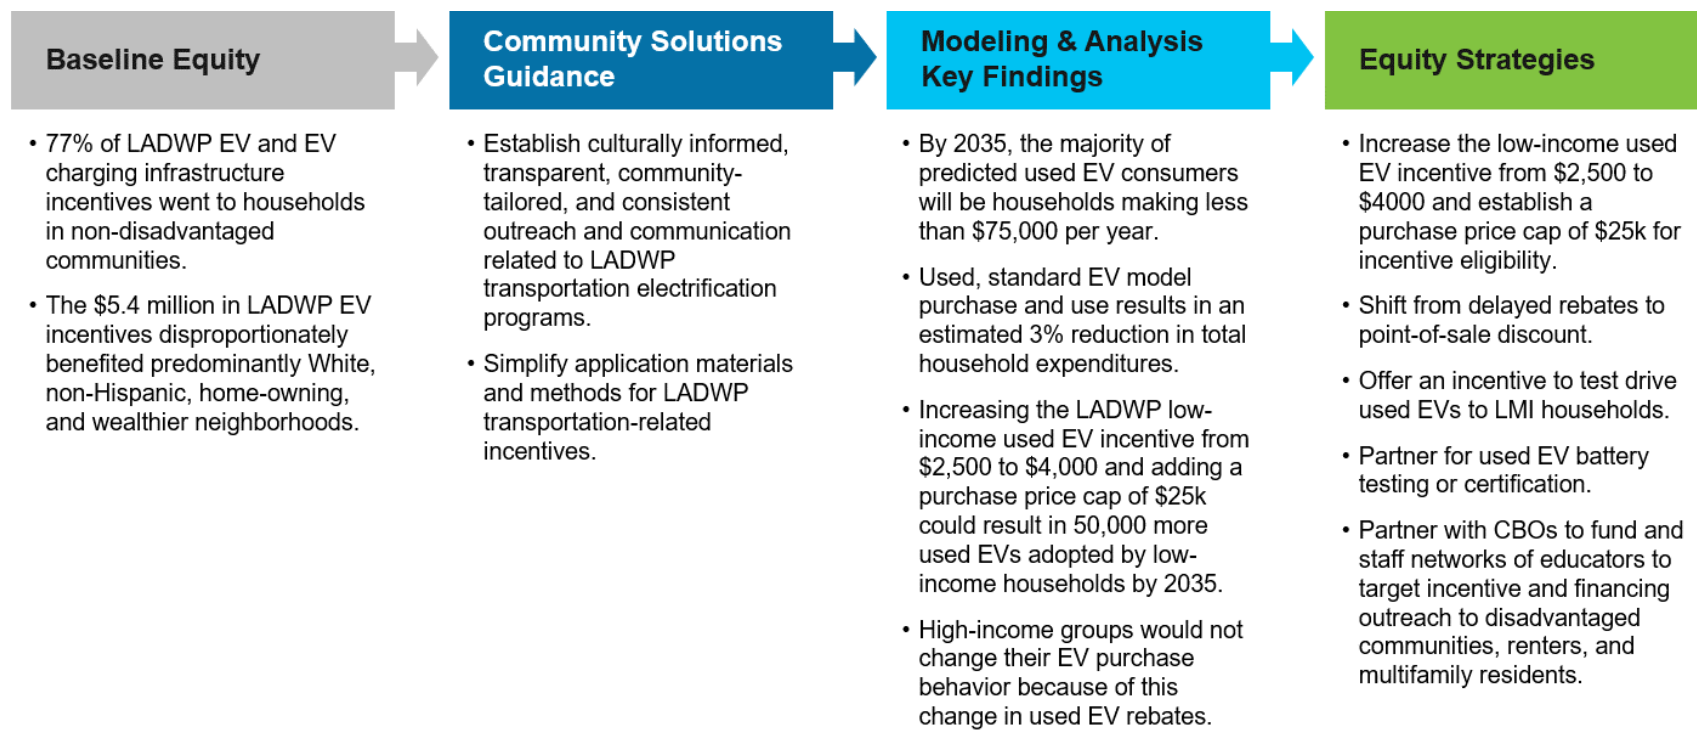 Baseline Equity
• 77% of LADWP EV and EV
charging infrastructure
incentives went to households
in non-disadvantaged
communities.
• The $5.4 million in LADWP EV
incentives disproportionately
benefited predominantly White,
non-Hispanic, home-owning,
and wealthier neighborhoods.
Community Solutions
Guidance
• Establish culturally informed,
transparent, community-
tailored, and consistent
outreach and communication
related to LADWP
transportation electrification
programs.
• Simplify application materials
and methods for LADWP
transportation-related
incentives.
Modeling & Analysis
Key Findings
• By 2035, the majority of
predicted used EV consumers
will be households making less
than $75,000 per year.
• Used, standard EV model
purchase and use results in an
estimated 3% reduction in total
household expenditures.
• Increasing the LADWP low-
income used EV incentive from
$2,500 to $4,000 and adding a
purchase price cap of $25k
could result in 50,000 more
used EVs adopted by low-
income households by 2035.
• High-income groups would not
change their EV purchase
behavior because of this
change in used EV rebates.
Equity Strategies
• Increase the low-income used
EV incentive from $2,500 to
$4000 and establish a
purchase price cap of $25k for
incentive eligibility.
• Shift from delayed rebates to
point-of-sale discount.
• Offer an incentive to test drive
used EVs to LMI households.
• Partner for used EV battery
testing or certification.
• Partner with CBOs to fund and
staff networks of educators to
target incentive and financing
outreach to disadvantaged
communities, renters, and
multifamily residents.